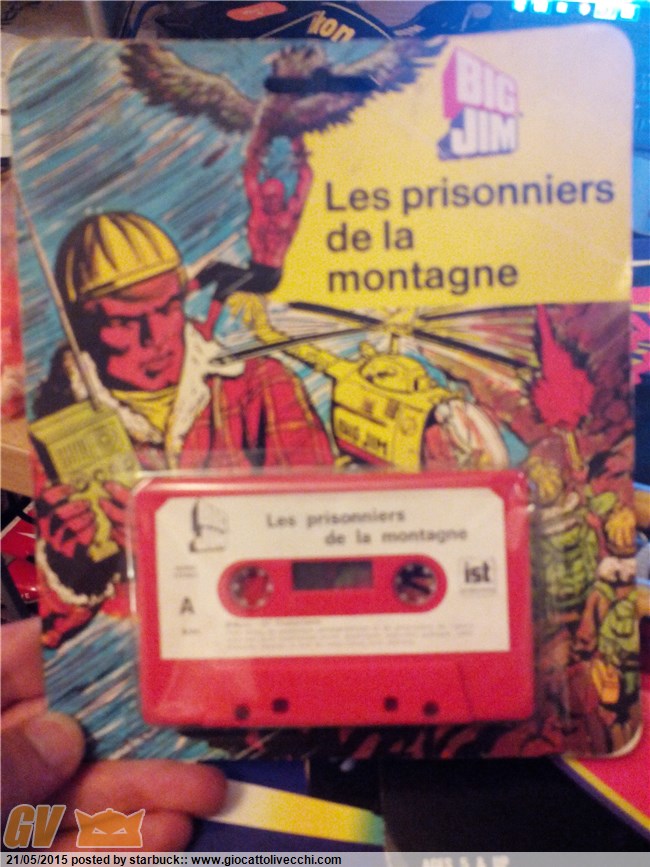 BIG
JIM
Les prisonniers
de la
montagne
BIG JIM
Les prisonniers
de la montagne
ist
A
GV
21/05/2015 posted by starbuck:: www.giocattolivecchi.com